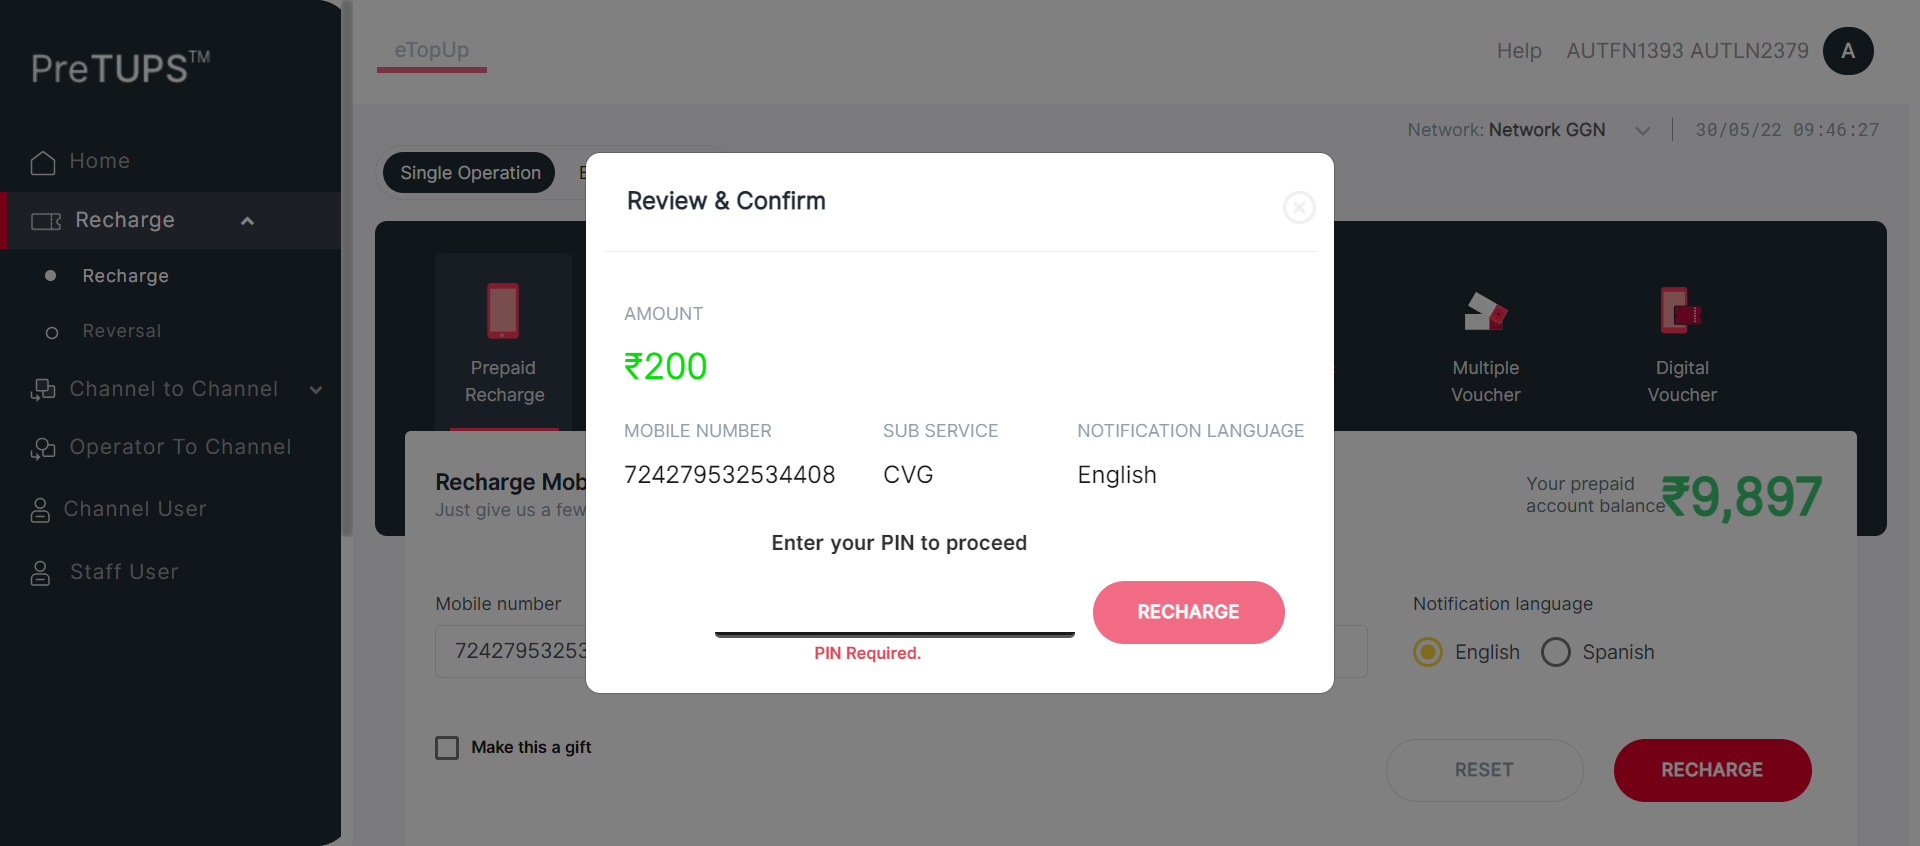 PreTUPS™
eTopUp
Help AUTFN1393 AUTLN2379 A
Network: Network GGN 30/05/22 09:46:27
Home
Recharge
Recharge
Reversal
Channel to Channel
Operator To Channel
Channel User
Staff User
Single Operation
Prepaid
Recharge
Multiple
Voucher
Digital
Voucher
Review & Confirm
AMOUNT
₹200
MOBILE NUMBER SUB SERVICE NOTIFICATION LANGUAGE
724279532534408 CVG English
Enter your PIN to proceed
RECHARGE
PIN Required.
Recharge Mob
Just give us a few
Your prepaid
account balance
₹9,897
Mobile number
72427953253
Notification language
English Spanish
Make this a gift
RESET RECHARGE